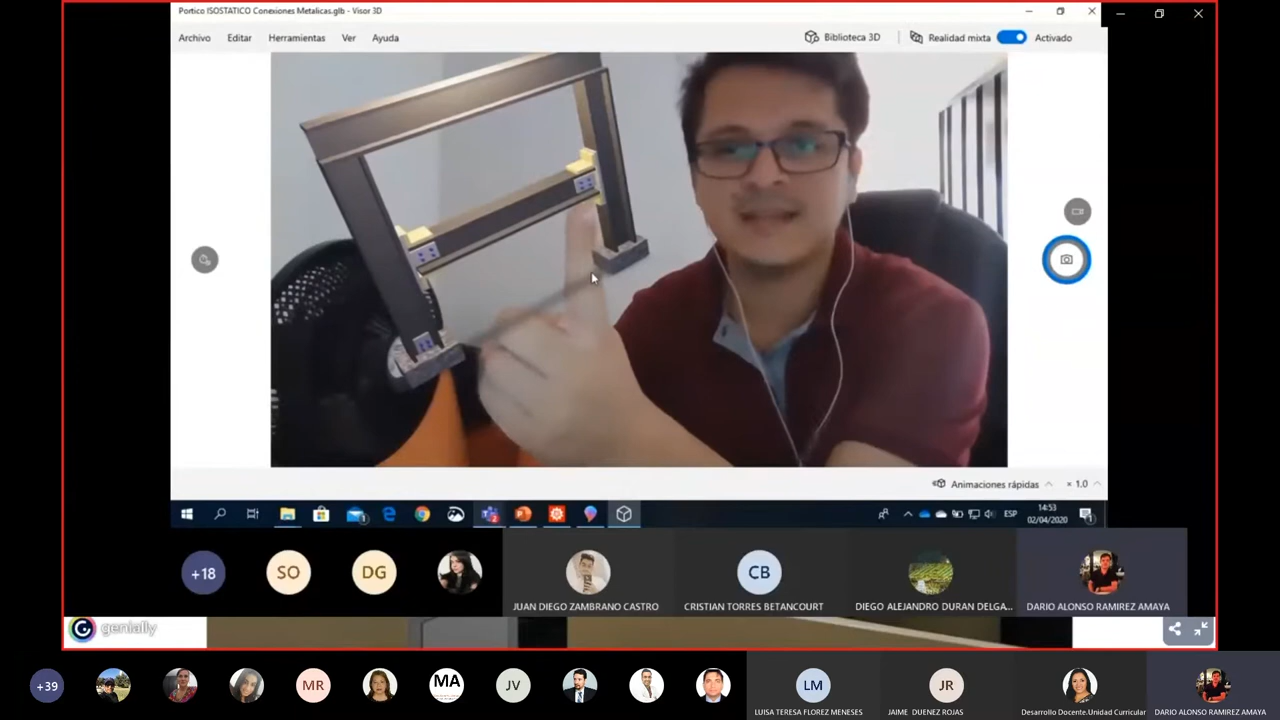 Portico ISOSTATICO Conexiones Metalicas.glb - Visor 3D
Archivo Editar Herramientas Ver Ayuda Biblioteca 3D Realidad mixta Activado
Animaciones rápidas × 1.0
ESP 14:53
02/04/2020
+18 SO DG CB
JUAN DIEGO ZAMBRANO CASTRO CRISTIAN TORRES BETANCOURT DIEGO ALEJANDRO DURAN DELGA... DARIO ALONSO RAMIREZ AMAYA
genially
+39 MR MA JV LM JR
LUISA TERESA FLOREZ MENESES JAIME DUENEZ ROJAS Desarrollo Docente.Unidad Curricular DARIO ALONSO RAMIREZ AMAYA